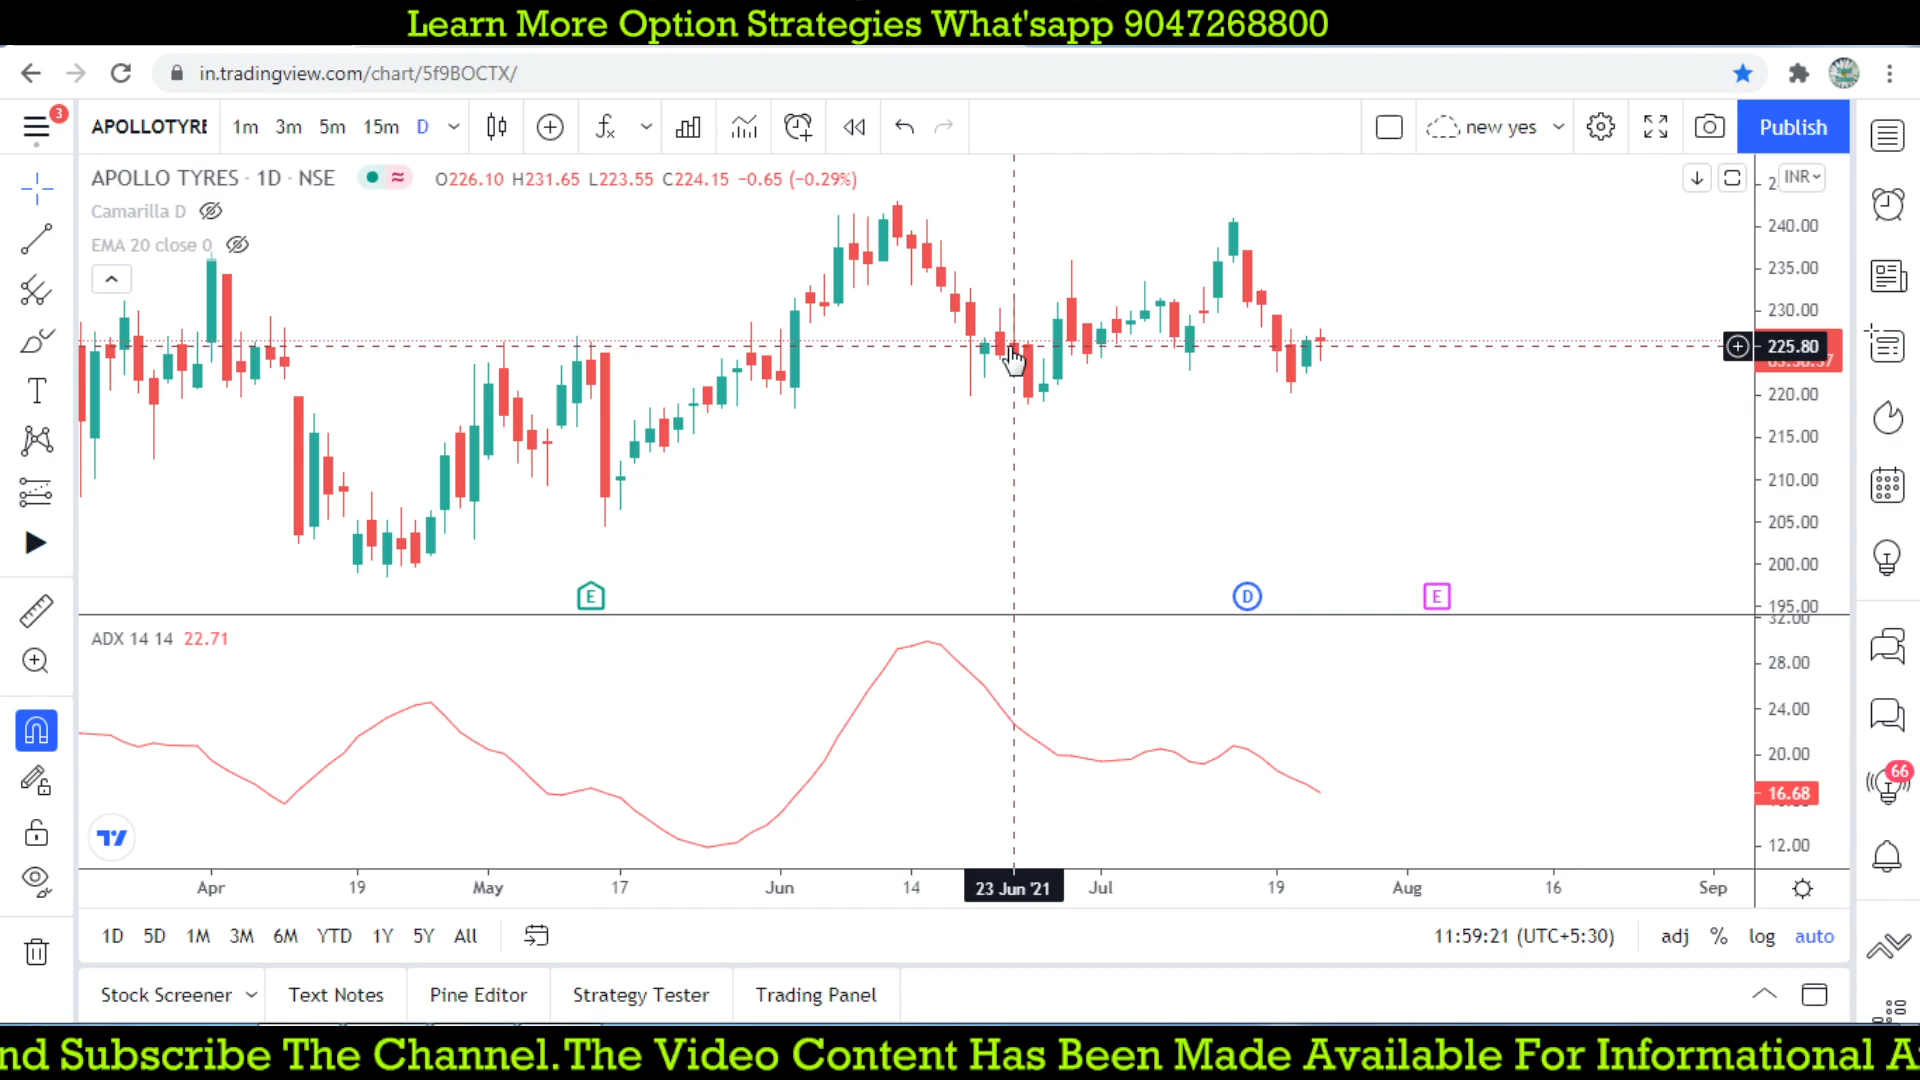 Learn More Option Strategies What'sapp 9047268800
in.tradingview.com/chart/5f9BOCTX/
3
APOLLOTYRE 1m 3m 5m 15m D new yes Publish
APOLLO TYRES · 1D · NSE O226.10 H231.65 L223.55 C224.15 −0.65 (−0.29%) INR
Camarilla D
EMA 20 close 0
240.00
235.00
230.00
225.80
220.00
215.00
210.00
205.00
200.00
E D E
195.00
32.00
ADX 14 14 22.71
28.00
24.00
20.00
66
16.68
12.00
Apr 19 May 17 Jun 14 23 Jun '21 Jul 19 Aug 16 Sep
1D 5D 1M 3M 6M YTD 1Y 5Y All 11:59:21 (UTC+5:30) adj % log auto
Stock Screener Text Notes Pine Editor Strategy Tester Trading Panel
nd Subscribe The Channel.The Video Content Has Been Made Available For Informational A